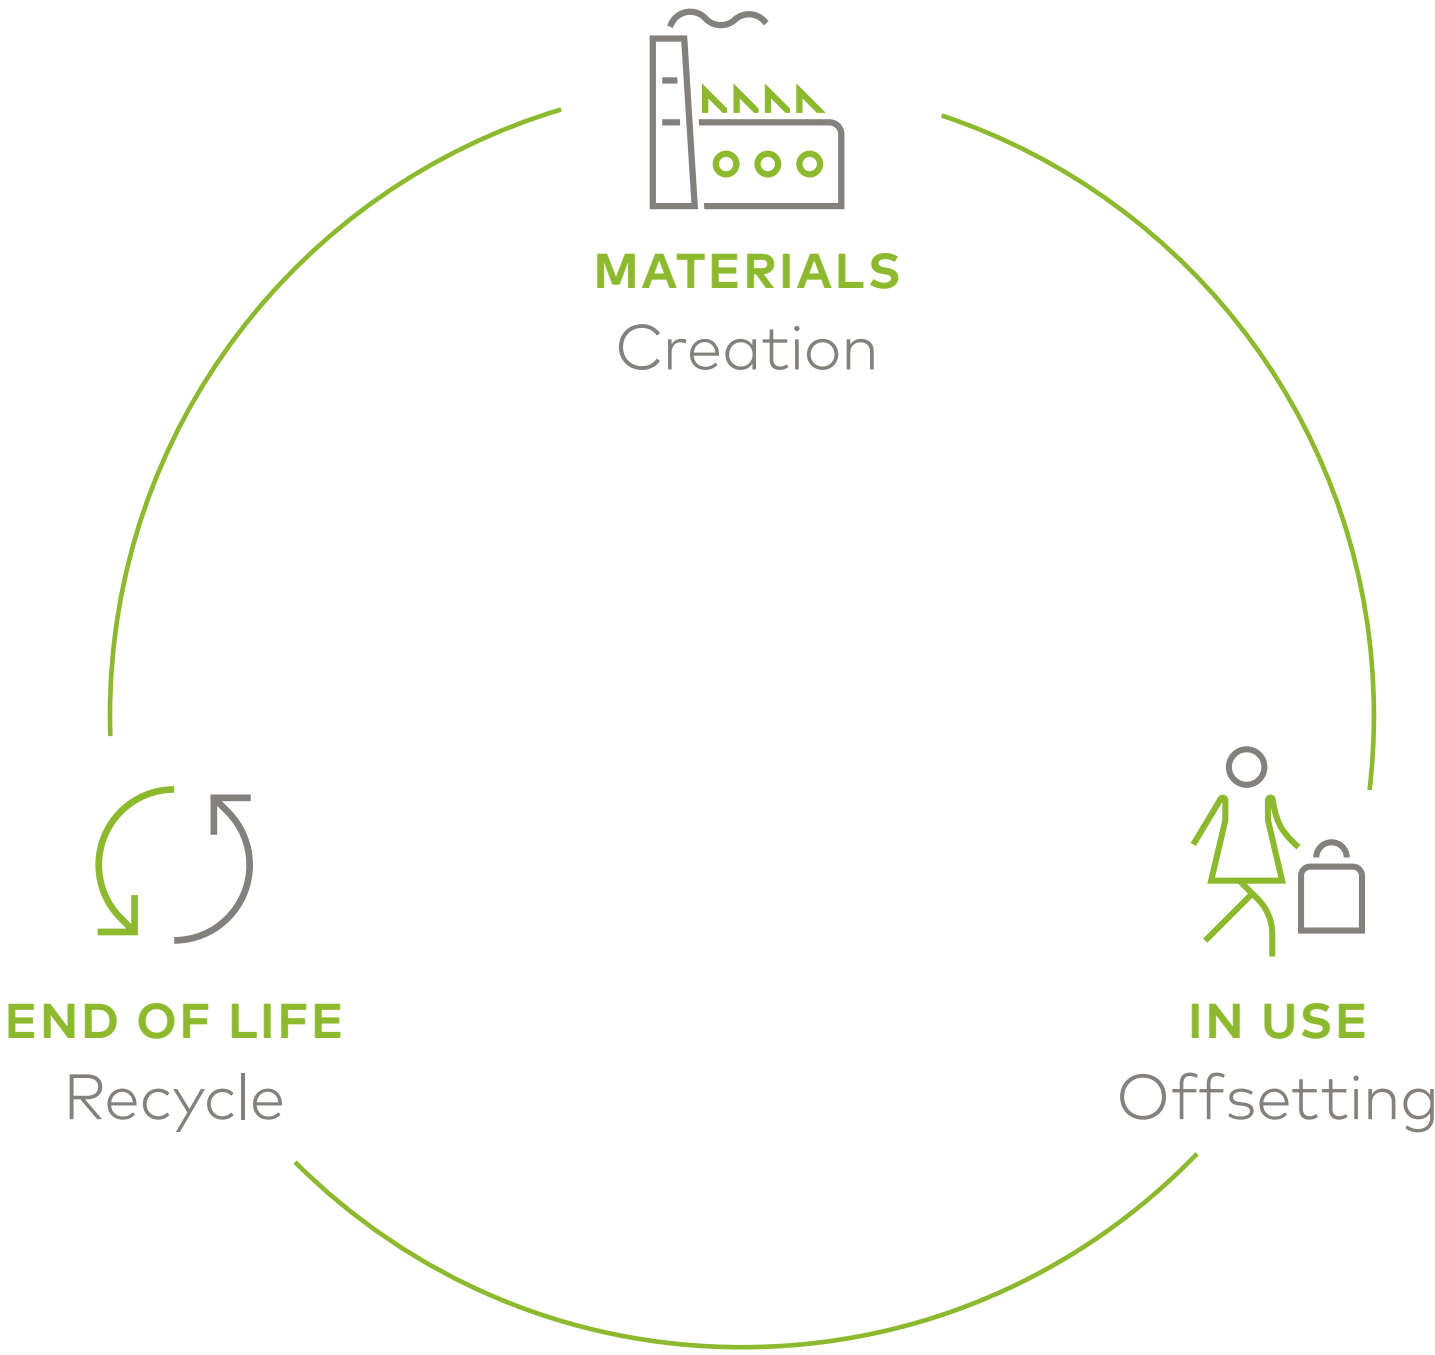 MATERIALS
Creation
END OF LIFE
Recycle
IN USE
Offsetting